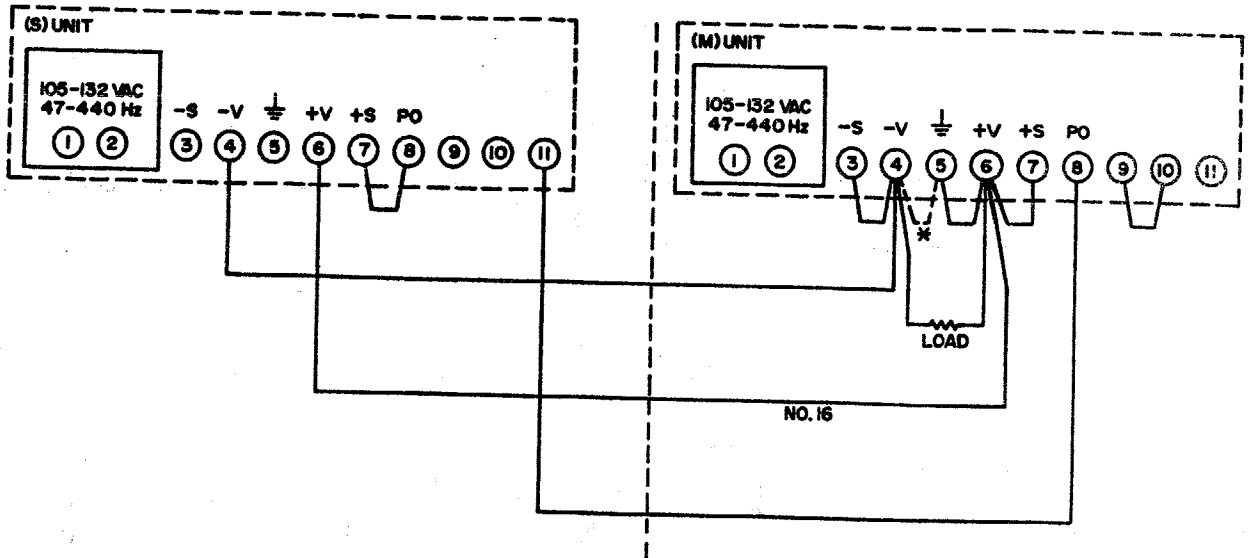 (S) UNIT
105-132 VAC
47-440 Hz
1 2
-S -V +V +S PO
3 4 5 6 7 8 9 10 11
(M) UNIT
105-132 VAC
47-440 Hz
1 2
-S -V +V +S PO
3 4 5 6 7 8 9 10 11
*
LOAD
NO. 16